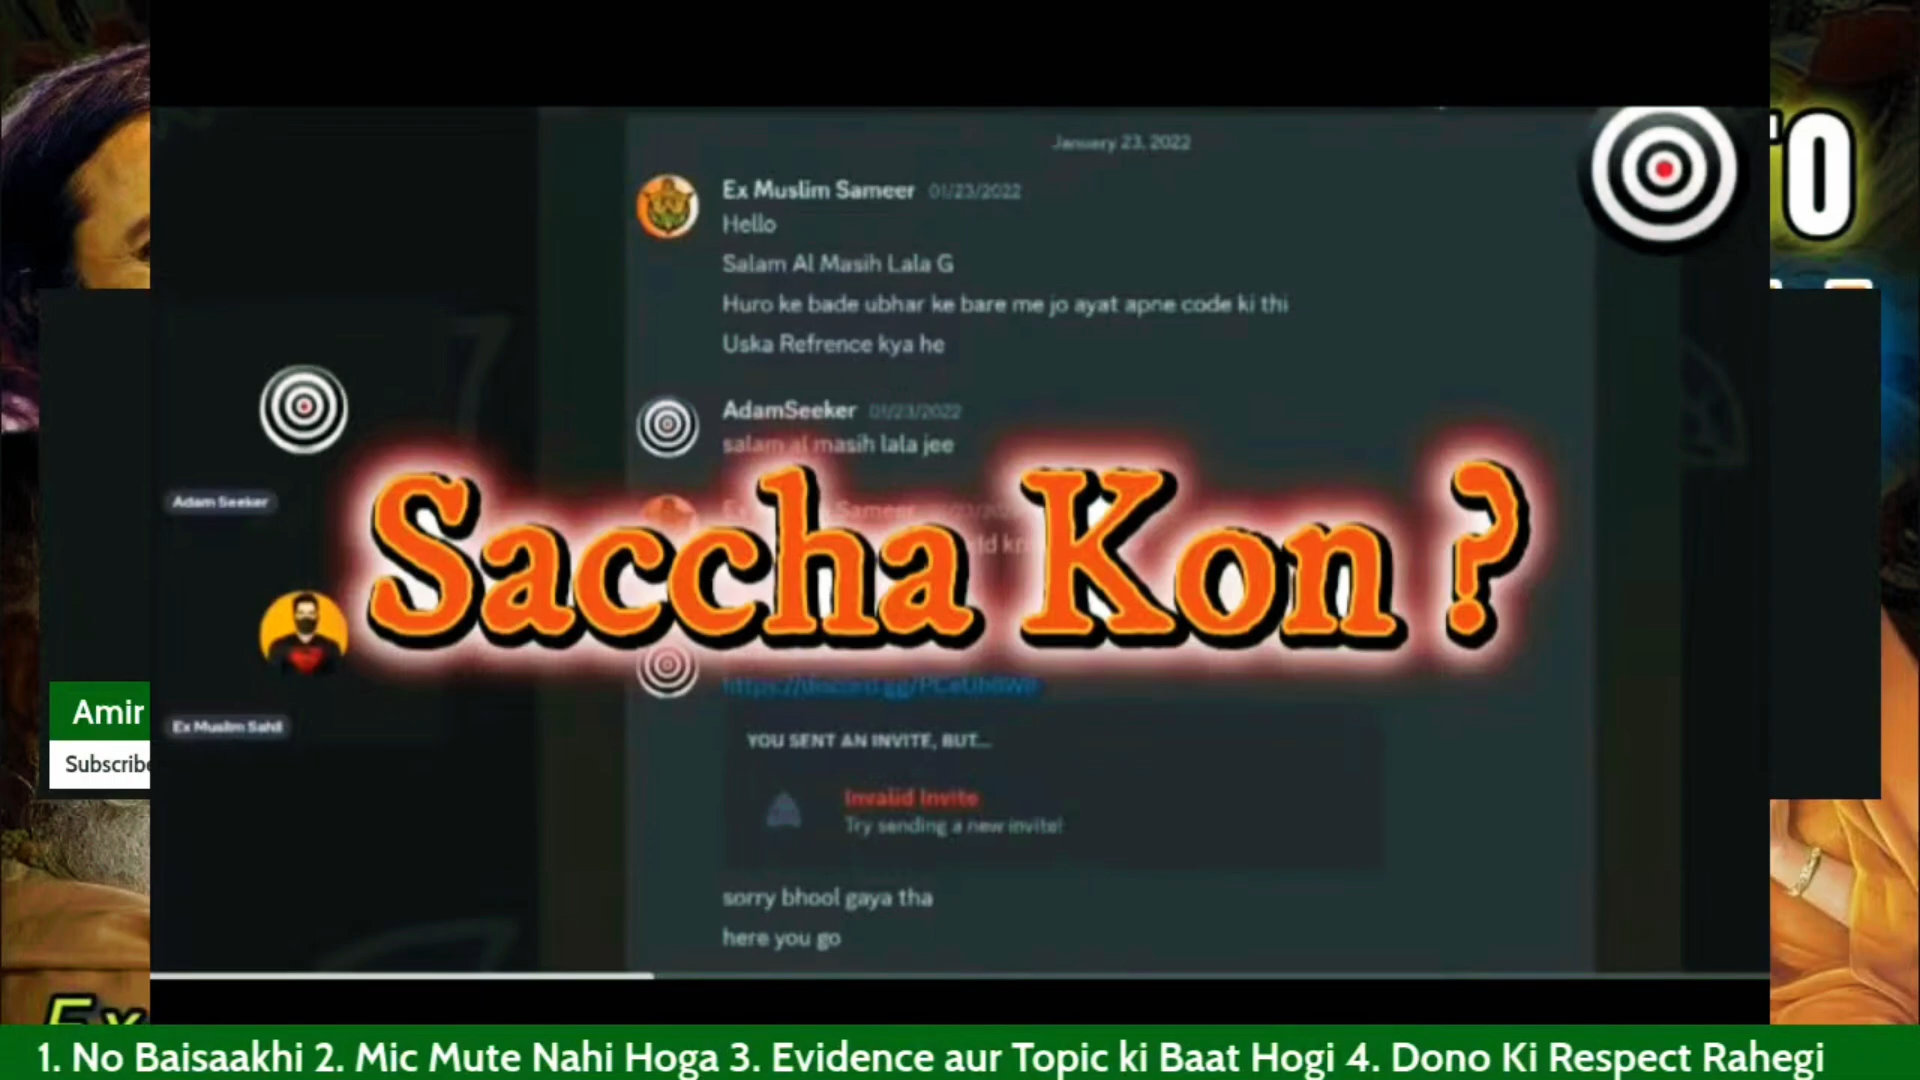 January 23, 2022
Ex Muslim Sameer 01/23/2022
Hello
Salam Al Masih Lala G
Huro ke bade ubhar ke bare me jo ayat apne code ki thi
Uska Refrence kya he
AdamSeeker 01/23/2022
salam al masih lala jee
Adam Seeker
Sameer
Saccha Kon ?
Ex Muslim Sahil
Amir
Subscribe
YOU SENT AN INVITE, BUT...
Invalid Invite
Try sending a new invite!
sorry bhool gaya tha
here you go
Ex
1. No Baisaakhi 2. Mic Mute Nahi Hoga 3. Evidence aur Topic ki Baat Hogi 4. Dono Ki Respect Rahegi